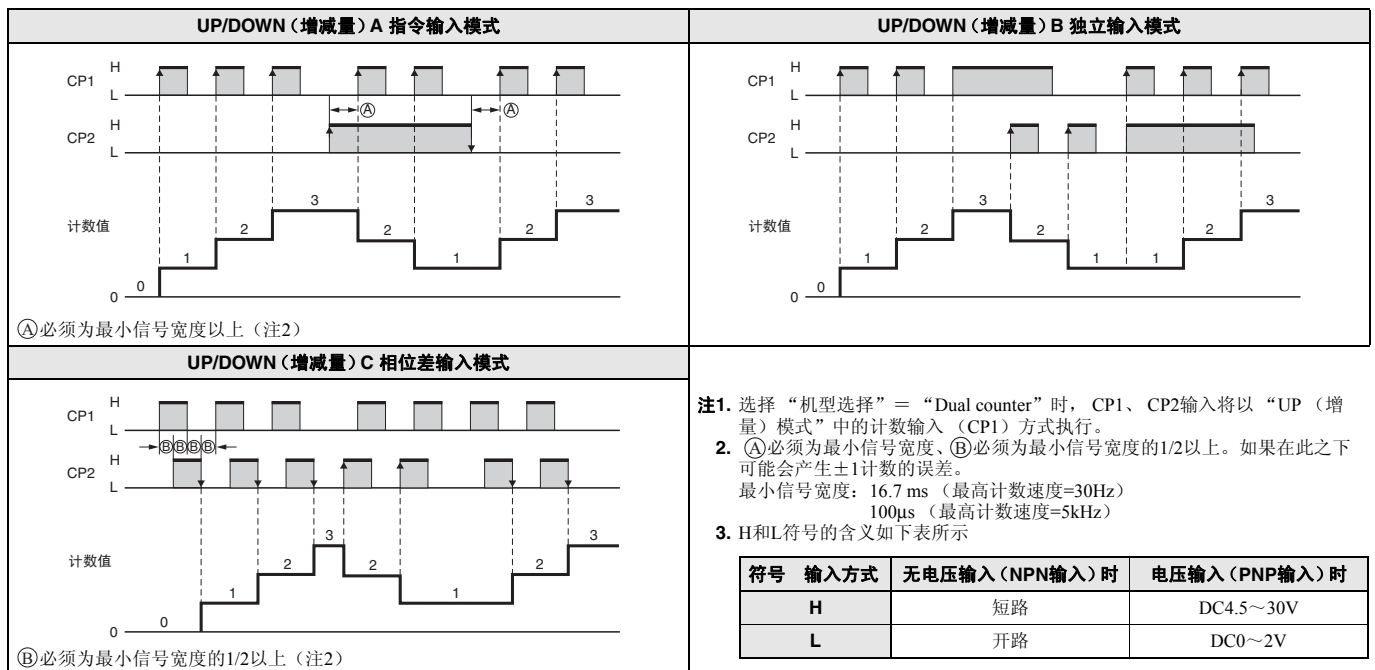 UP/DOWN（增减量）A 指令输入模式
CP1
H
L
Ⓐ
Ⓐ
CP2
H
L
计数值
0
0
1
2
3
2
1
2
3
Ⓐ必须为最小信号宽度以上（注2）
UP/DOWN（增减量）B 独立输入模式
CP1
H
L
CP2
H
L
计数值
0
0
1
2
3
2
1
1
2
3
UP/DOWN（增减量）C 相位差输入模式
CP1
H
L
ⒷⒷⒷⒷ
CP2
H
L
计数值
0
0
1
2
3
2
1
2
3
Ⓑ必须为最小信号宽度的1/2以上（注2）
注1. 选择 “机型选择”＝ “Dual counter”时， CP1、 CP2输入将以 “UP （增
量）模式”中的计数输入 （CP1）方式执行。
2. Ⓐ必须为最小信号宽度、Ⓑ必须为最小信号宽度的1/2以上。如果在此之下
可能会产生±1计数的误差。
最小信号宽度：16.7 ms （最高计数速度=30Hz）
100μs （最高计数速度=5kHz）
3. H和L符号的含义如下表所示
符号 输入方式 无电压输入（NPN输入）时 电压输入（PNP输入）时
H 短路 DC4.5～30V
L 开路 DC0～2V